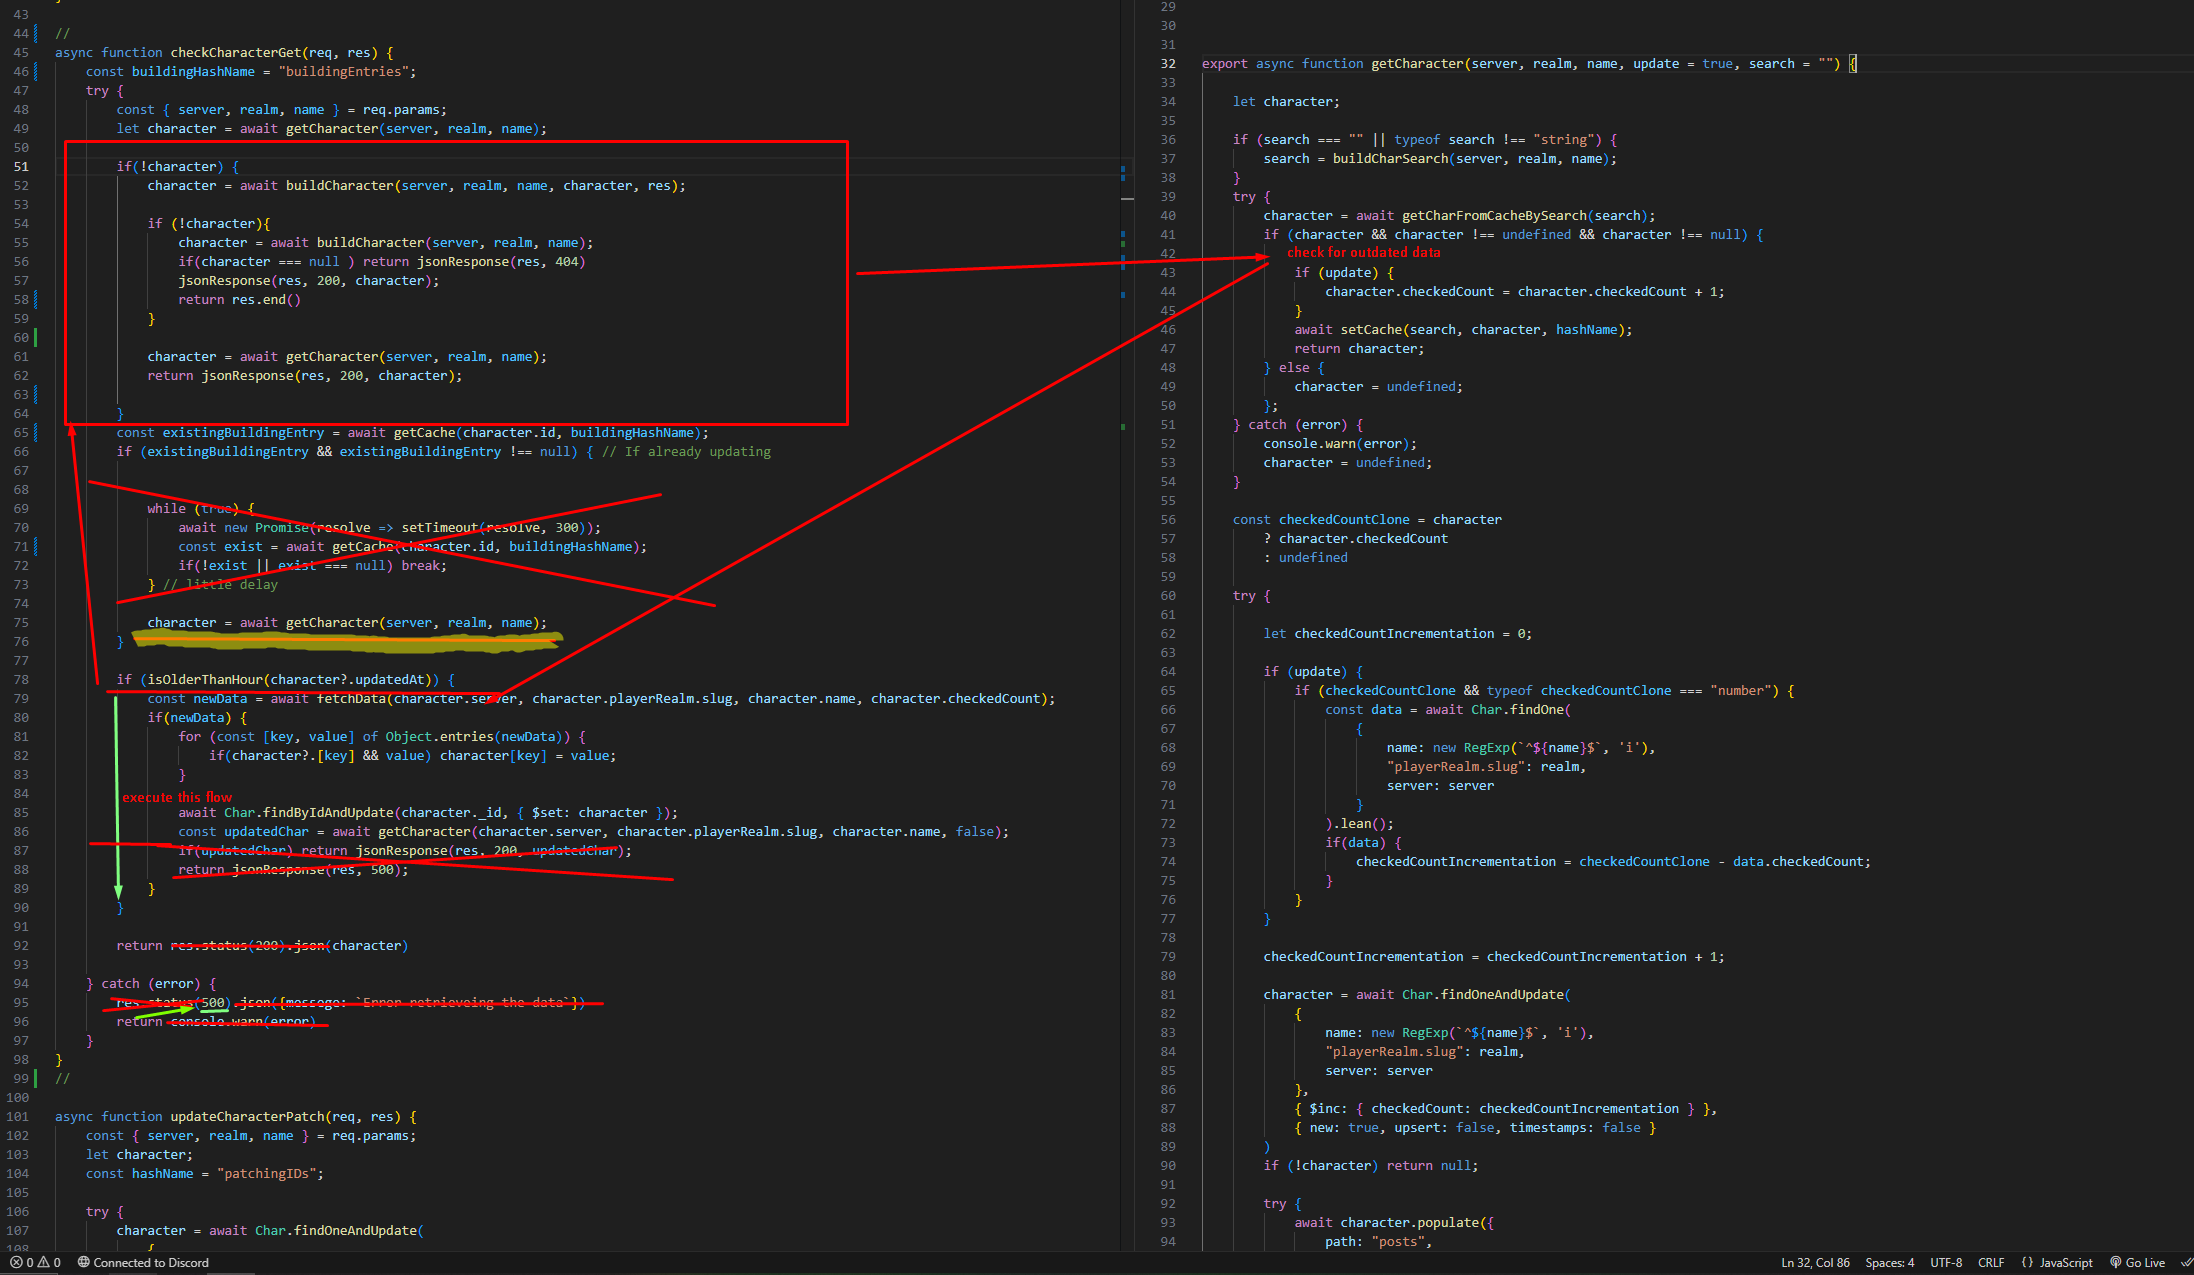 43
44 //
45 async function checkCharacterGet(req, res) {
46 const buildingHashName = "buildingEntries";
47 try {
48 const { server, realm, name } = req.params;
49 let character = await getCharacter(server, realm, name);
50
51 if(!character) {
52 character = await buildCharacter(server, realm, name, character, res);
53
54 if (!character){
55 character = await buildCharacter(server, realm, name);
56 if(character === null ) return jsonResponse(res, 404)
57 jsonResponse(res, 200, character);
58 return res.end()
59 }
60
61 character = await getCharacter(server, realm, name);
62 return jsonResponse(res, 200, character);
63
64 }
65 const existingBuildingEntry = await getCache(character.id, buildingHashName);
66 if (existingBuildingEntry && existingBuildingEntry !== null) { // If already updating
67
68
69 while (true) {
70 await new Promise(resolve => setTimeout(resolve, 300));
71 const exist = await getCache(character.id, buildingHashName);
72 if(!exist || exist === null) break;
73 } // little delay
74
75 character = await getCharacter(server, realm, name);
76 }
77
78 if (isOlderThanHour(character?.updatedAt)) {
79 const newData = await fetchData(character.server, character.playerRealm.slug, character.name, character.checkedCount);
80 if(newData) {
81 for (const [key, value] of Object.entries(newData)) {
82 if(character?.[key] && value) character[key] = value;
83 }
84 execute this flow
85 await Char.findByIdAndUpdate(character._id, { $set: character });
86 const updatedChar = await getCharacter(character.server, character.playerRealm.slug, character.name, false);
87 if(updatedChar) return jsonResponse(res, 200, updatedChar);
88 return jsonResponse(res, 500);
89 }
90 }
91
92 return res.status(200).json(character)
93
94 } catch (error) {
95 res.status(500).json({messege: `Error retrieveing the data`})
96 return console.warn(error)
97 }
98 }
99 //
100
101 async function updateCharacterPatch(req, res) {
102 const { server, realm, name } = req.params;
103 let character;
104 const hashName = "patchingIDs";
105
106 try {
107 character = await Char.findOneAndUpdate(
108 {
29
30
31
32 export async function getCharacter(server, realm, name, update = true, search = "") {
33
34 let character;
35
36 if (search === "" || typeof search !== "string") {
37 search = buildCharSearch(server, realm, name);
38 }
39 try {
40 character = await getCharFromCacheBySearch(search);
41 if (character && character !== undefined && character !== null) {
42 check for outdated data
43 if (update) {
44 character.checkedCount = character.checkedCount + 1;
45 }
46 await setCache(search, character, hashName);
47 return character;
48 } else {
49 character = undefined;
50 };
51 } catch (error) {
52 console.warn(error);
53 character = undefined;
54 }
55
56 const checkedCountClone = character
57 ? character.checkedCount
58 : undefined
59
60 try {
61
62 let checkedCountIncrementation = 0;
63
64 if (update) {
65 if (checkedCountClone && typeof checkedCountClone === "number") {
66 const data = await Char.findOne(
67 {
68 name: new RegExp(`^${name}$`, 'i'),
69 "playerRealm.slug": realm,
70 server: server
71 }
72 ).lean();
73 if(data) {
74 checkedCountIncrementation = checkedCountClone - data.checkedCount;
75 }
76 }
77 }
78
79 checkedCountIncrementation = checkedCountIncrementation + 1;
80
81 character = await Char.findOneAndUpdate(
82 {
83 name: new RegExp(`^${name}$`, 'i'),
84 "playerRealm.slug": realm,
85 server: server
86 },
87 { $inc: { checkedCount: checkedCountIncrementation } },
88 { new: true, upsert: false, timestamps: false }
89 )
90 if (!character) return null;
91
92 try {
93 await character.populate({
94 path: "posts",
0 0 Connected to Discord Ln 32, Col 86 Spaces: 4 UTF-8 CRLF {} JavaScript Go Live